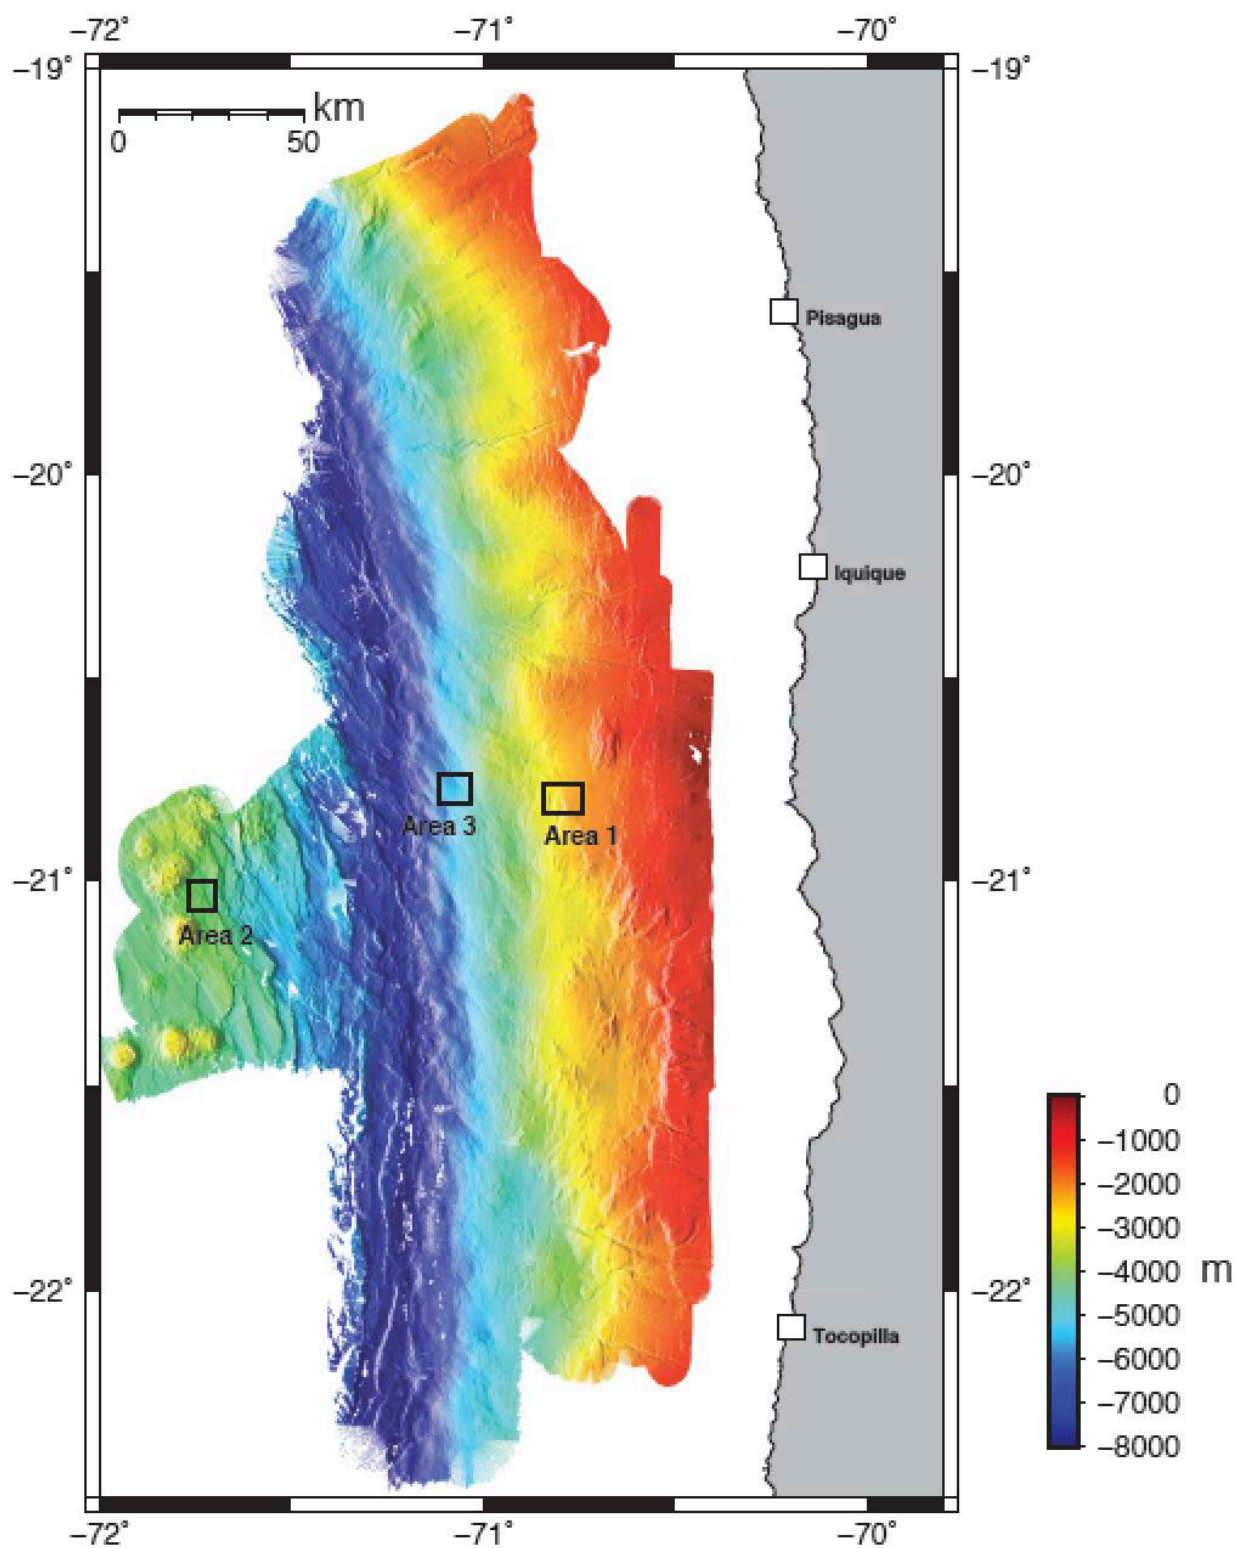 −72° −71° −70°
−19° −19°
km
0 50
Pisagua
−20° −20°
Iquique
Area 3
Area 1
−21° −21°
Area 2
0
−1000
−2000
−3000
−22° −4000 m −22°
−5000
Tocopilla
−6000
−7000
−8000
−72° −71° −70°